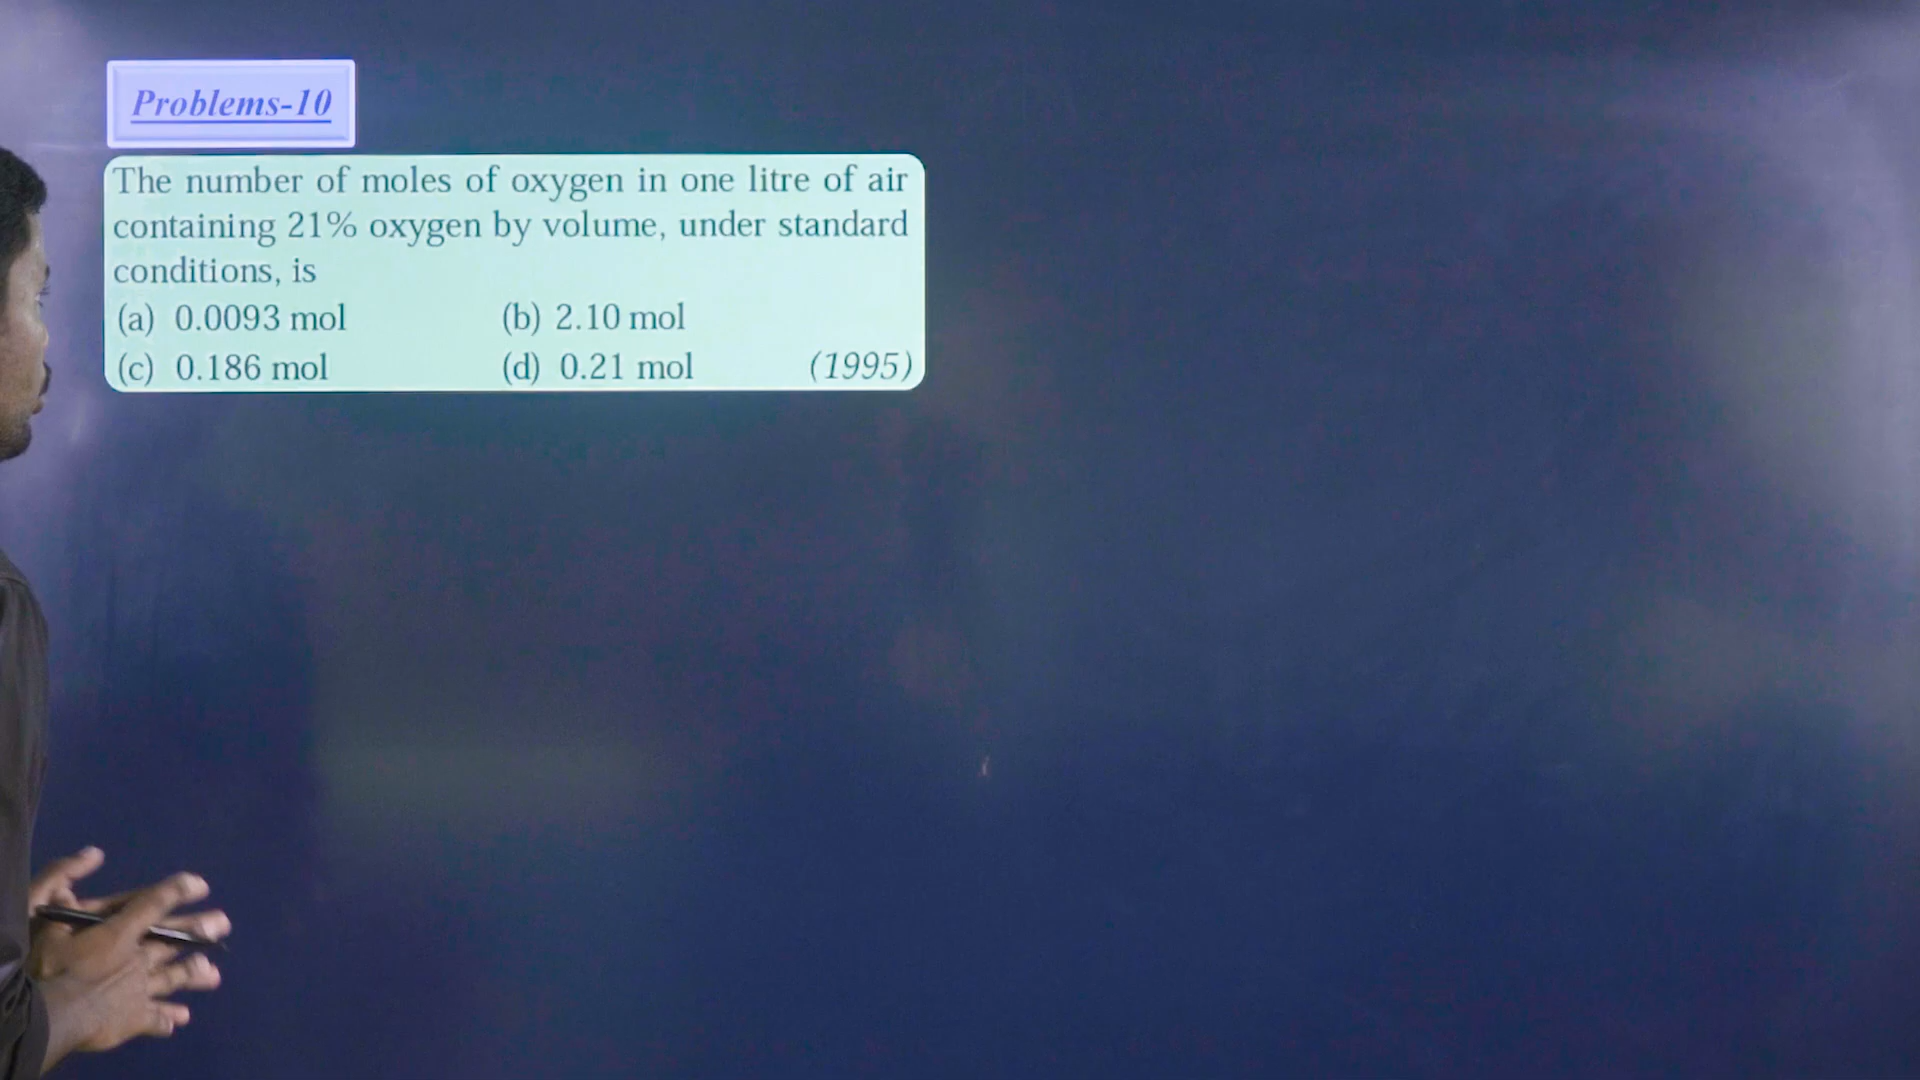 Problems-10
The number of moles of oxygen in one litre of air
containing 21% oxygen by volume, under standard
conditions, is
(a) 0.0093 mol (b) 2.10 mol
(c) 0.186 mol (d) 0.21 mol (1995)